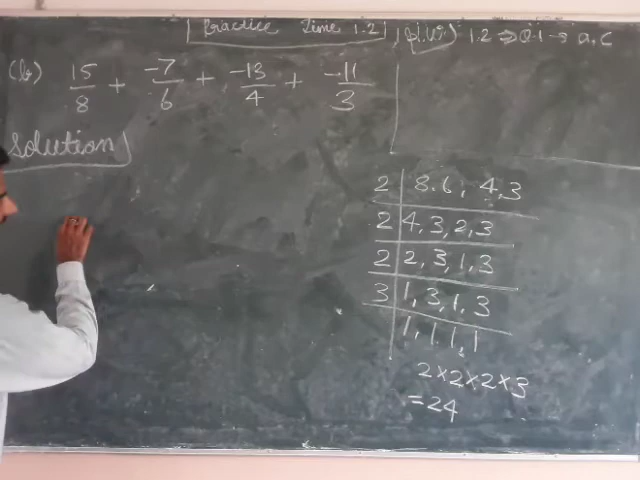 Practice Time 1.2
1.2 → Q.1 → a, c
(b) 15/8 + -7/6 + -13/4 + -11/3
Solution
2 | 8.6, 4,3
2 | 4, 3, 2, 3
2 | 2, 3, 1, 3
3 | 1, 3, 1, 3
1, 1, 1, 1
2×2×2×3
=24